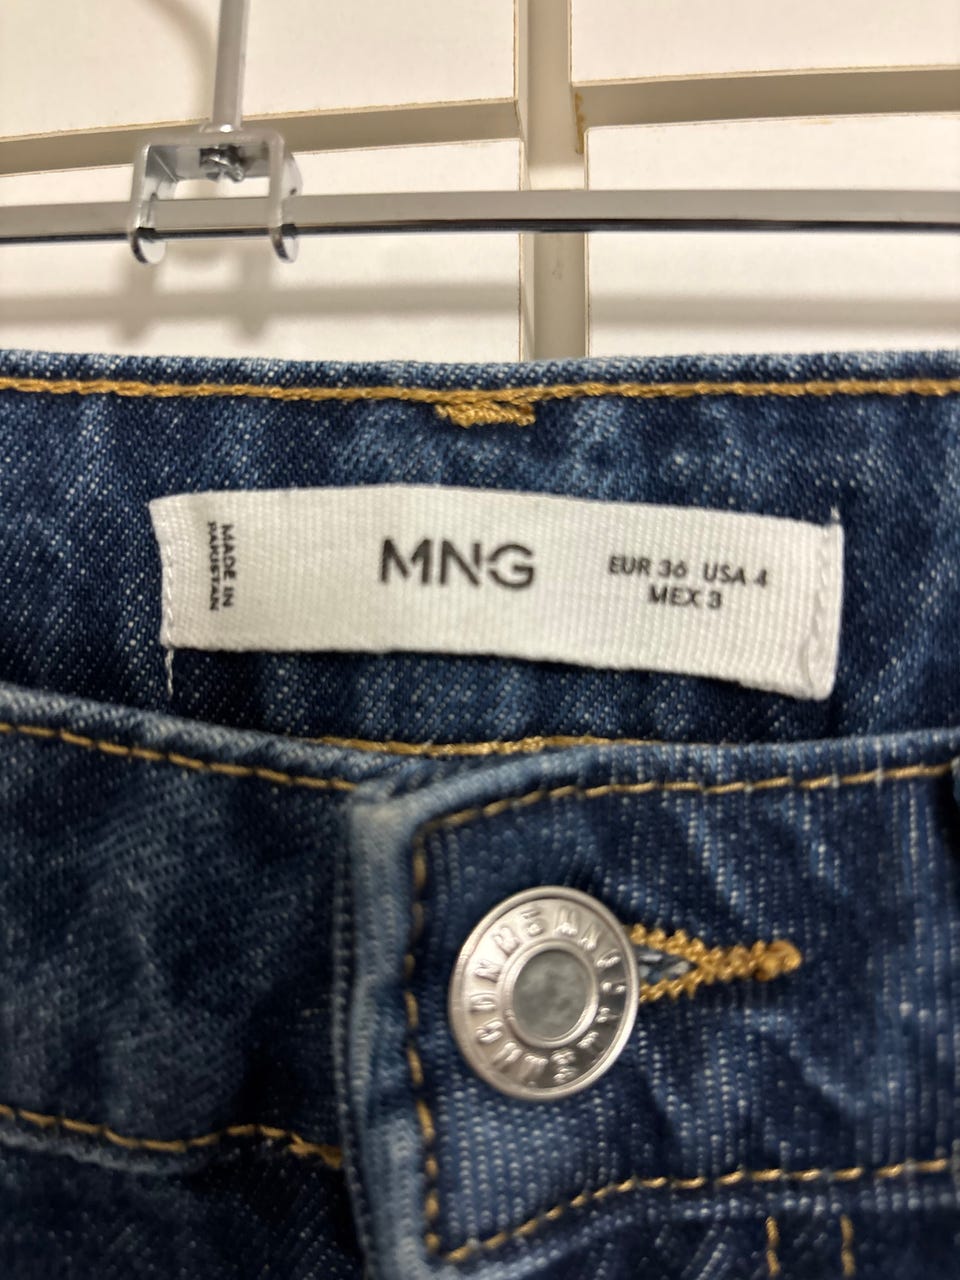 MADE IN
PAKISTAN
MNG
EUR 36 USA 4
MEX 3